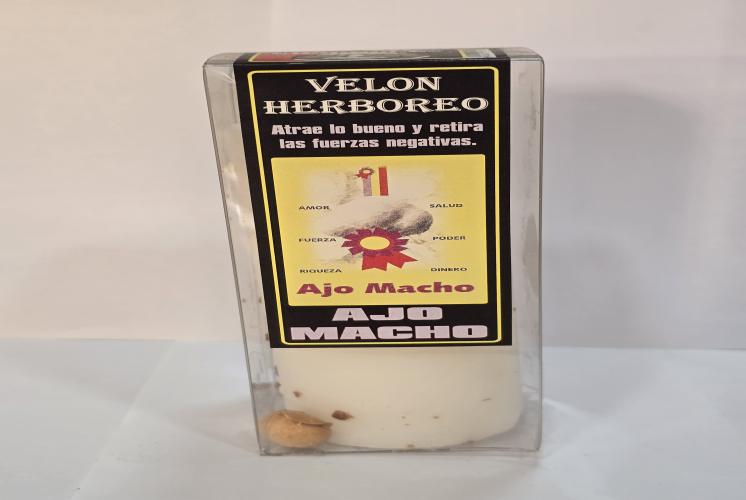 VELON
HERBOREO
Atrae lo bueno y retira
las fuerzas negativas.
AMOR SALUD
FUERZA PODER
RIQUEZA DINERO
Ajo Macho
AJO
MACHO